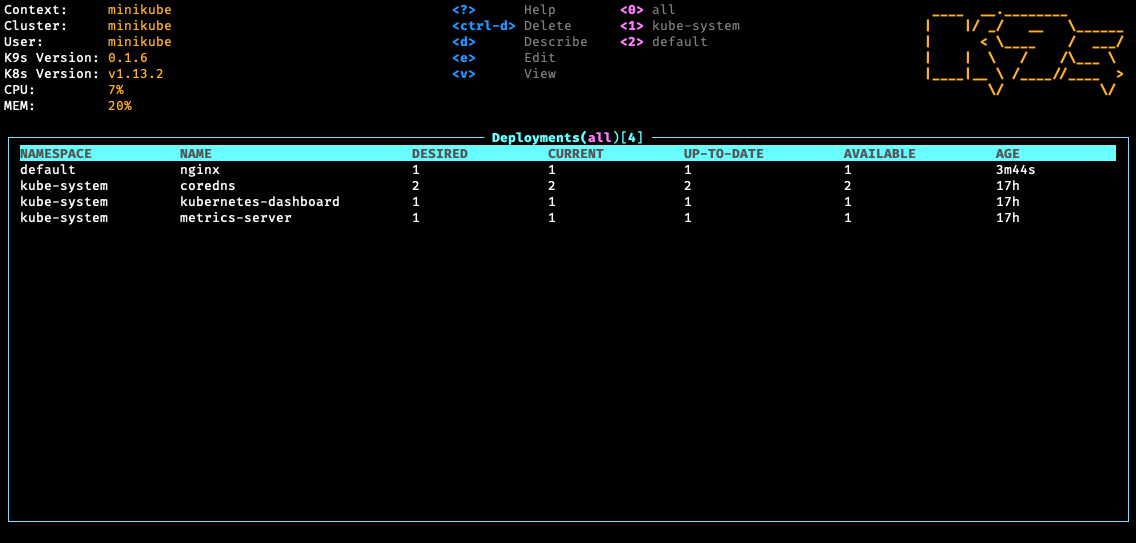 Context: minikube <?> Help <0> all
Cluster: minikube <ctrl-d> Delete <1> kube-system
User: minikube <d> Describe <2> default
K9s Version: 0.1.6 <e> Edit
K8s Version: v1.13.2 <v> View
CPU: 7%
MEM: 20%
Deployments(all)[4]
NAMESPACE NAME DESIRED CURRENT UP-TO-DATE AVAILABLE AGE
default nginx 1 1 1 1 3m44s
kube-system coredns 2 2 2 2 17h
kube-system kubernetes-dashboard 1 1 1 1 17h
kube-system metrics-server 1 1 1 1 17h